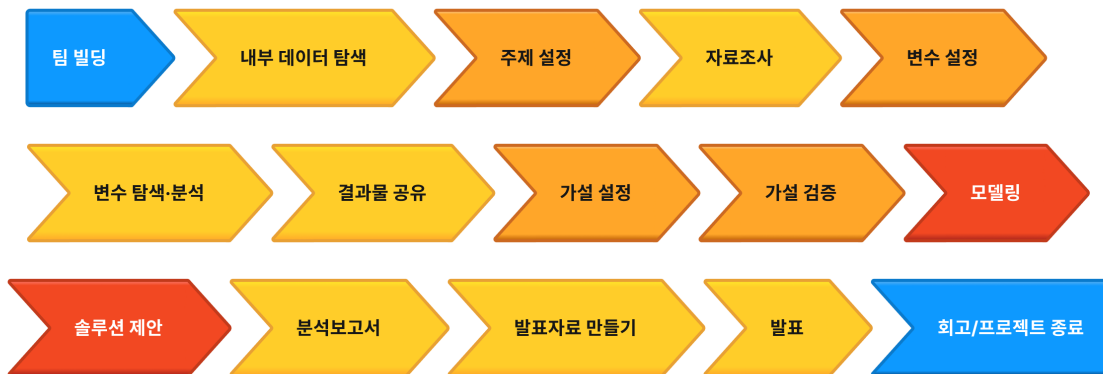 팀 빌딩
내부 데이터 탐색
주제 설정
자료조사
변수 설정
변수 탐색·분석
결과물 공유
가설 설정
가설 검증
모델링
솔루션 제안
분석보고서
발표자료 만들기
발표
회고/프로젝트 종료